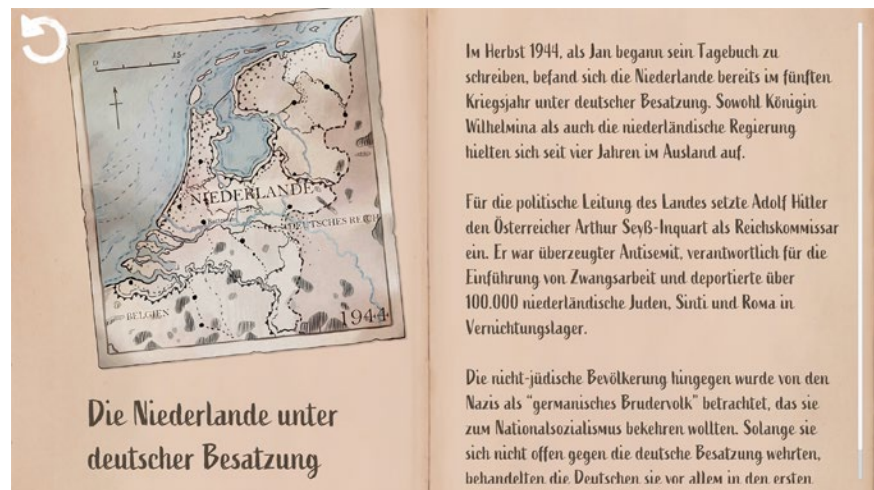 0 15
NIEDERLANDE
DEUTSCHES REICH
BELGIEN
1944
Die Niederlande unter
deutscher Besatzung
Im Herbst 1944, als Jan begann sein Tagebuch zu
schreiben, befand sich die Niederlande bereits im fünften
Kriegsjahr unter deutscher Besatzung. Sowohl Königin
Wilhelmina als auch die niederländische Regierung
hielten sich seit vier Jahren im Ausland auf.
Für die politische Leitung des Landes setzte Adolf Hitler
den Österreicher Arthur Seyß-Inquart als Reichskommissar
ein. Er war überzeugter Antisemit, verantwortlich für die
Einführung von Zwangsarbeit und deportierte über
100.000 niederländische Juden, Sinti und Roma in
Vernichtungslager.
Die nicht-jüdische Bevölkerung hingegen wurde von den
Nazis als "germanisches Brudervolk" betrachtet, das sie
zum Nationalsozialismus bekehren wollten. Solange sie
sich nicht offen gegen die deutsche Besatzung wehrten,
behandelten die Deutschen sie vor allem in den ersten